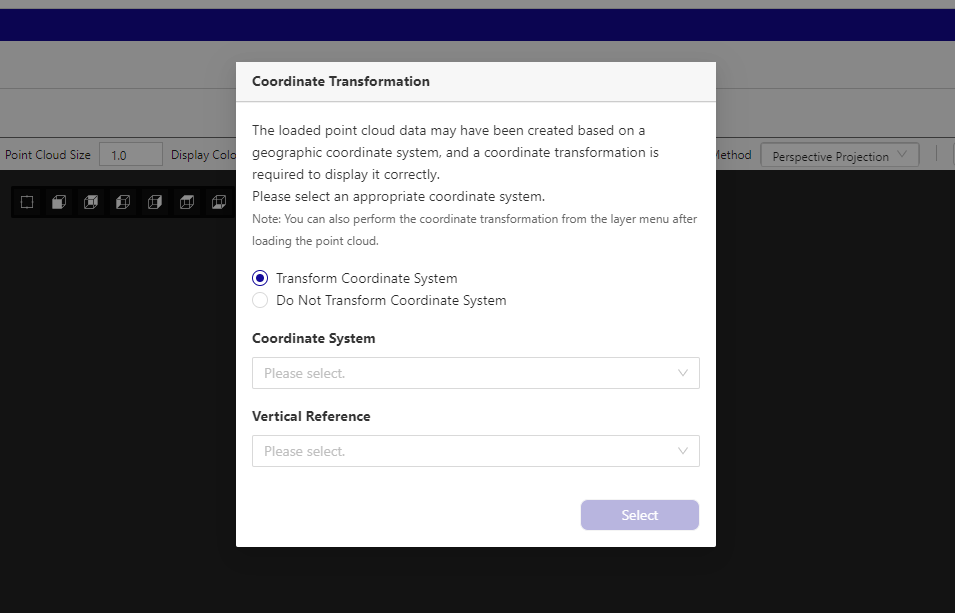 Coordinate Transformation
The loaded point cloud data may have been created based on a
geographic coordinate system, and a coordinate transformation is
required to display it correctly.
Please select an appropriate coordinate system.
Note: You can also perform the coordinate transformation from the layer menu after
loading the point cloud.
Point Cloud Size 1.0 Display Colo
Method Perspective Projection
Transform Coordinate System
Do Not Transform Coordinate System
Coordinate System
Please select.
Vertical Reference
Please select.
Select